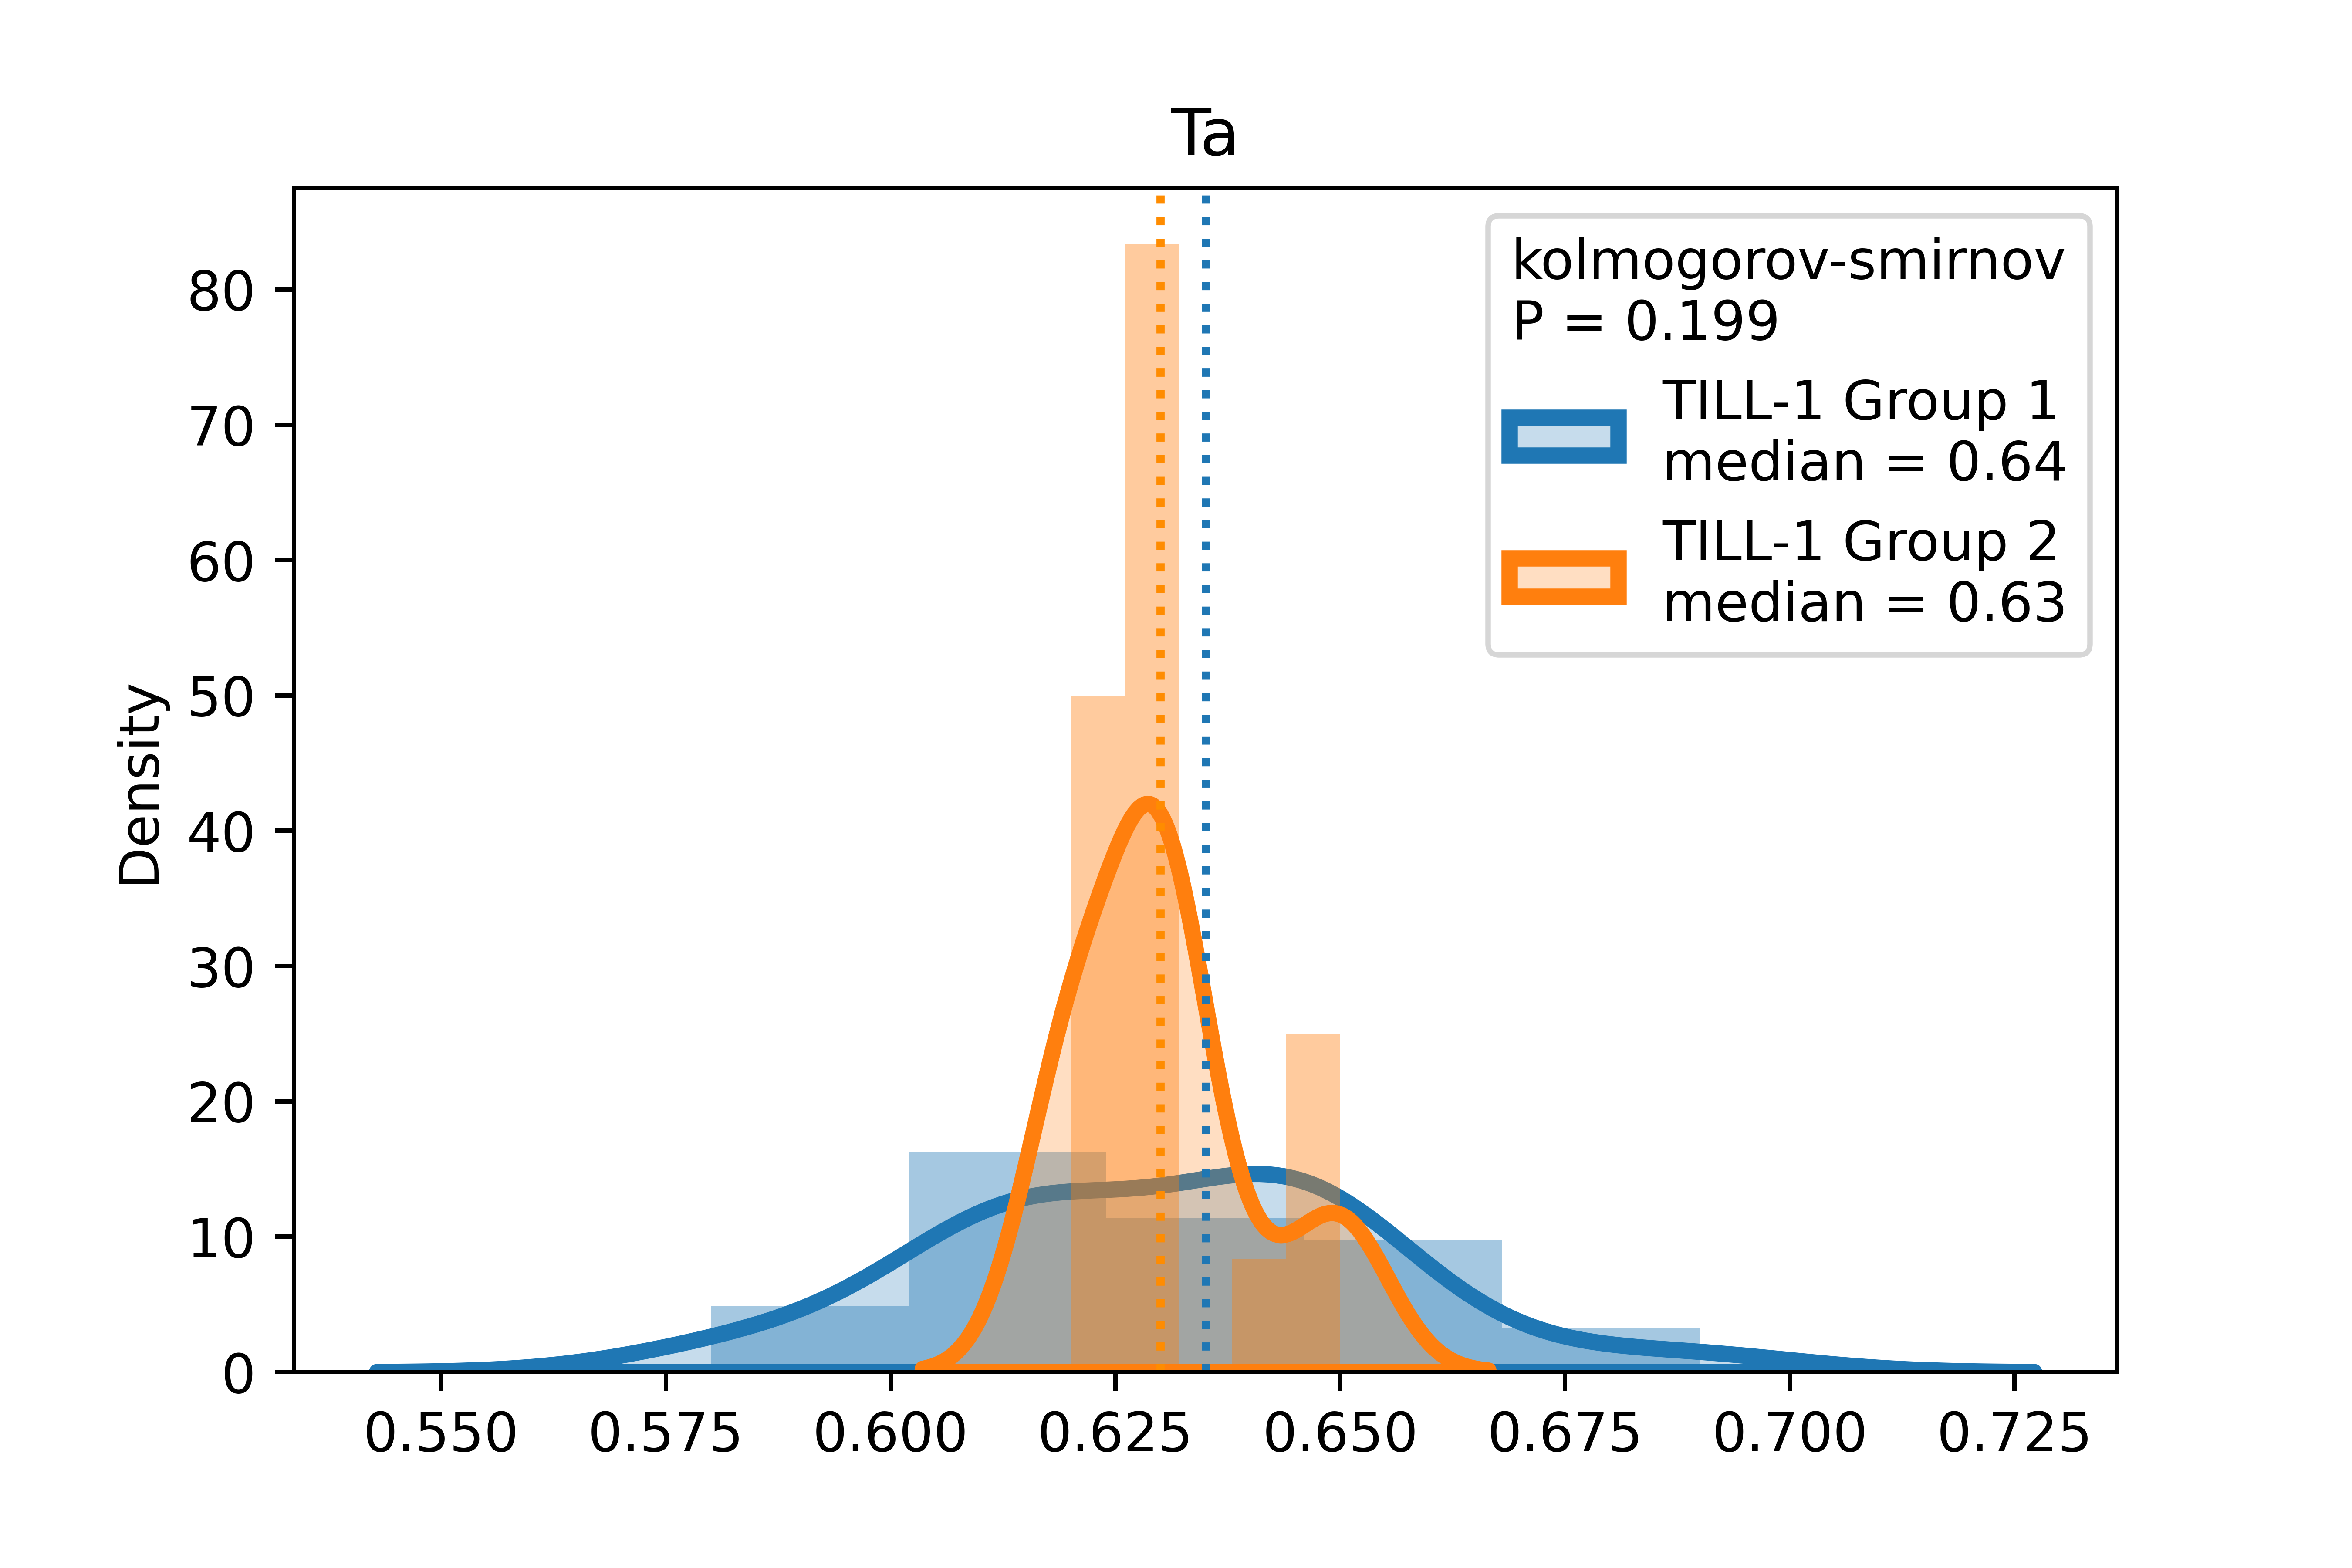 Ta
Density
80
70
60
50
40
30
20
10
0
kolmogorov-smirnov
P = 0.199
TILL-1 Group 1
median = 0.64
TILL-1 Group 2
median = 0.63
0.550 0.575 0.600 0.625 0.650 0.675 0.700 0.725